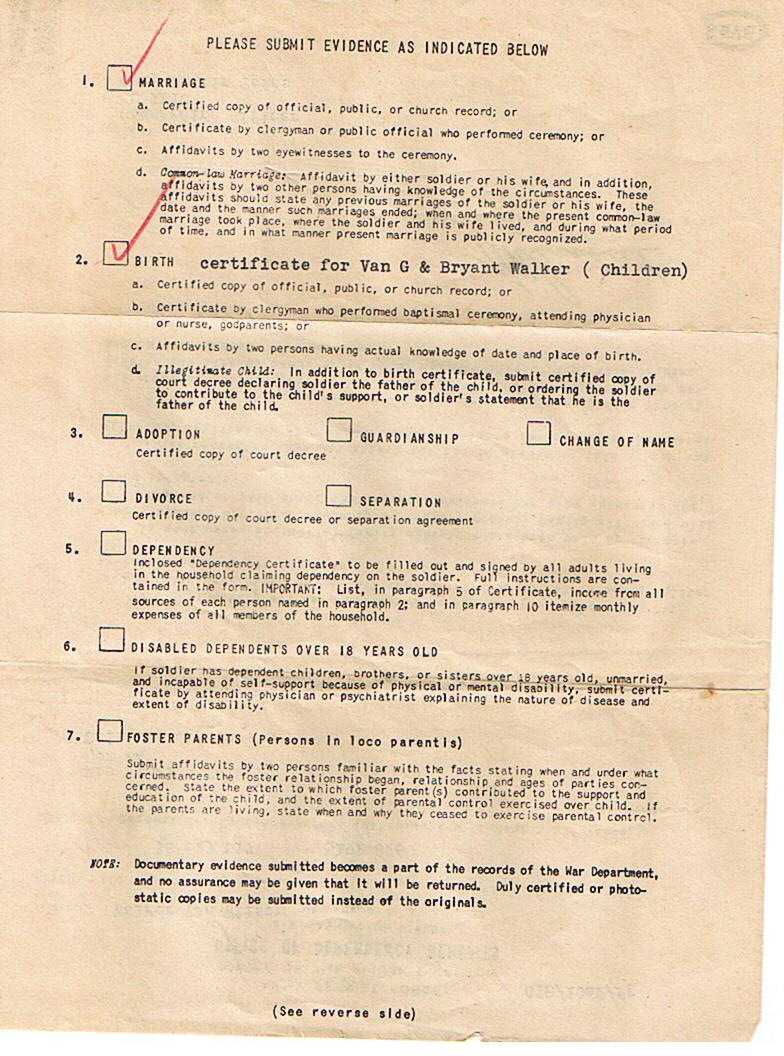 PLEASE SUBMIT EVIDENCE AS INDICATED BELOW
1. MARRIAGE
a. Certified copy of official, public, or church record; or
b. Certificate by clergyman or public official who performed ceremony; or
c. Affidavits by two eyewitnesses to the ceremony.
d. Common-law Marriage: Affidavit by either soldier or his wife, and in addition,
affidavits by two other persons having knowledge of the circumstances. These
affidavits should state any previous marriages of the soldier or his wife, the
date and the manner such marriages ended; when and where the present common-law
marriage took place, where the soldier and his wife lived, and during what period
of time, and in what manner present marriage is publicly recognized.
2. BIRTH certificate for Van G & Bryant Walker ( Children)
a. Certified copy of official, public, or church record; or
b. Certificate by clergyman who performed baptismal ceremony, attending physician
or nurse, godparents; or
c. Affidavits by two persons having actual knowledge of date and place of birth.
d. Illegitimate Child: In addition to birth certificate, submit certified copy of
court decree declaring soldier the father of the child, or ordering the soldier
to contribute to the child's support, or soldier's statement that he is the
father of the child.
3. ADOPTION GUARDIANSHIP CHANGE OF NAME
Certified copy of court decree
4. DIVORCE SEPARATION
Certified copy of court decree or separation agreement
5. DEPENDENCY
Inclosed "Dependency Certificate" to be filled out and signed by all adults living
in the household claiming dependency on the soldier. Full instructions are con-
tained in the form. IMPORTANT: List, in paragraph 5 of Certificate, income from all
sources of each person named in paragraph 2; and in paragraph 10 itemize monthly
expenses of all members of the household.
6. DISABLED DEPENDENTS OVER 18 YEARS OLD
If soldier has dependent children, brothers, or sisters over 18 years old, unmarried,
and incapable of self-support because of physical or mental disability, submit certi-
ficate by attending physician or psychiatrist explaining the nature of disease and
extent of disability.
7. FOSTER PARENTS (Persons in loco parentis)
Submit affidavits by two persons familiar with the facts stating when and under what
circumstances the foster relationship began, relationship and ages of parties con-
cerned. State the extent to which foster parent(s) contributed to the support and
education of the child, and the extent of parental control exercised over child. If
the parents are living, state when and why they ceased to exercise parental control.
NOTE: Documentary evidence submitted becomes a part of the records of the War Department,
and no assurance may be given that it will be returned. Duly certified or photo-
static copies may be submitted instead of the originals.
(See reverse side)